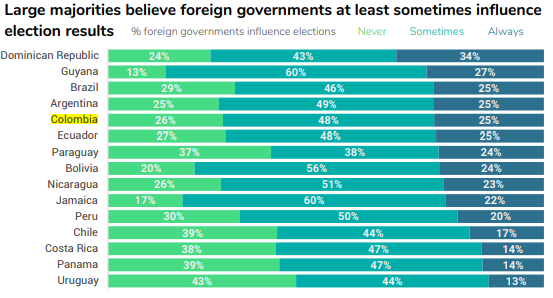 Large majorities believe foreign governments at least sometimes influence
election results % foreign governments influence elections Never Sometimes Always
Dominican Republic 24% 43% 34%
Guyana 13% 60% 27%
Brazil 29% 46% 25%
Argentina 25% 49% 25%
Colombia 26% 48% 25%
Ecuador 27% 48% 25%
Paraguay 37% 38% 24%
Bolivia 20% 56% 24%
Nicaragua 26% 51% 23%
Jamaica 17% 60% 22%
Peru 30% 50% 20%
Chile 39% 44% 17%
Costa Rica 38% 47% 14%
Panama 39% 47% 14%
Uruguay 43% 44% 13%